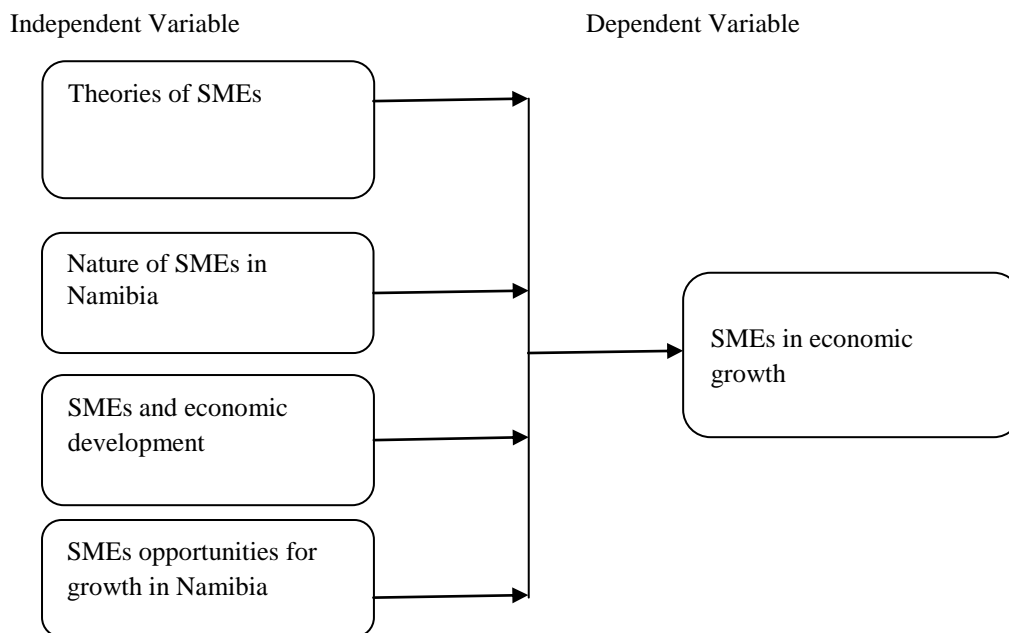 Independent Variable
Dependent Variable
Theories of SMEs
Nature of SMEs in
Namibia
SMEs and economic
development
SMEs opportunities for
growth in Namibia
SMEs in economic
growth